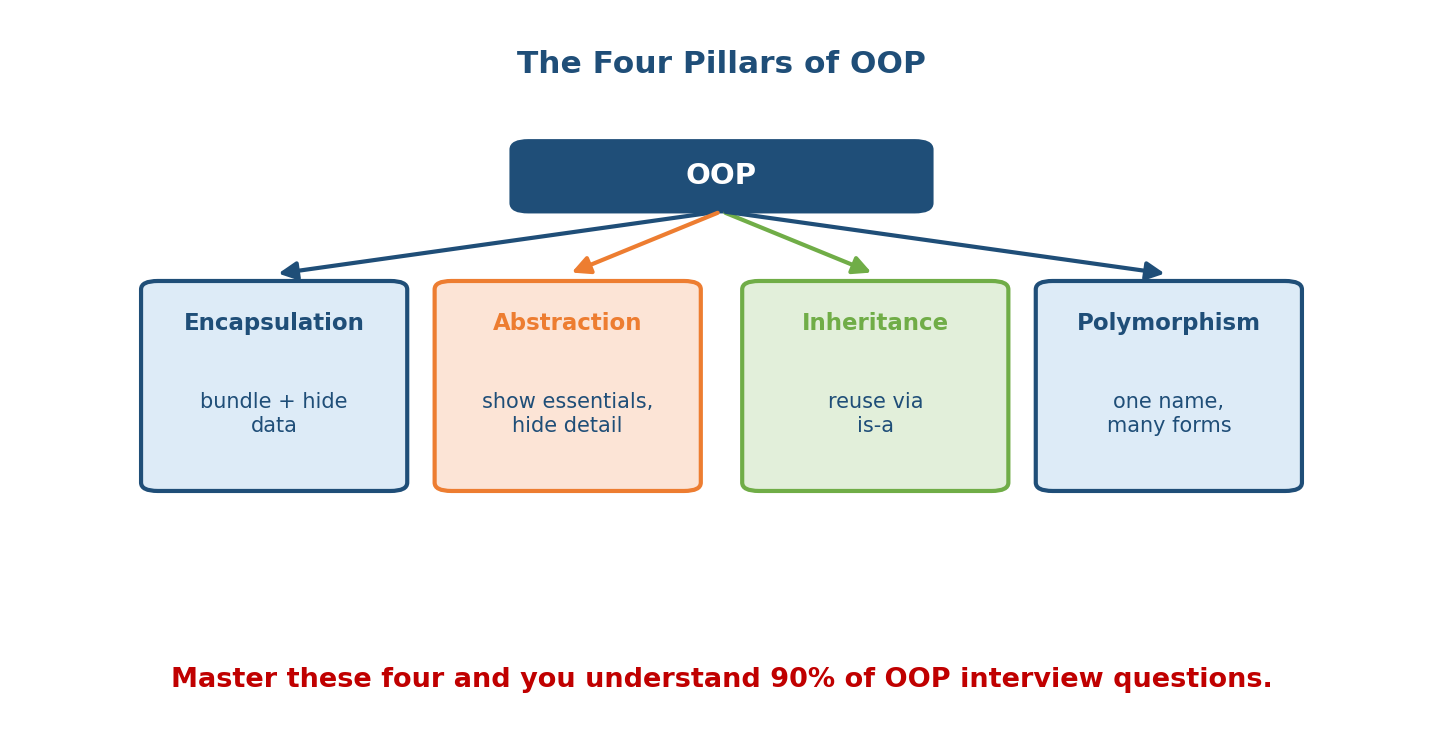 The Four Pillars of OOP
OOP
Encapsulation
bundle + hide
data
Abstraction
show essentials,
hide detail
Inheritance
reuse via
is-a
Polymorphism
one name,
many forms
Master these four and you understand 90% of OOP interview questions.